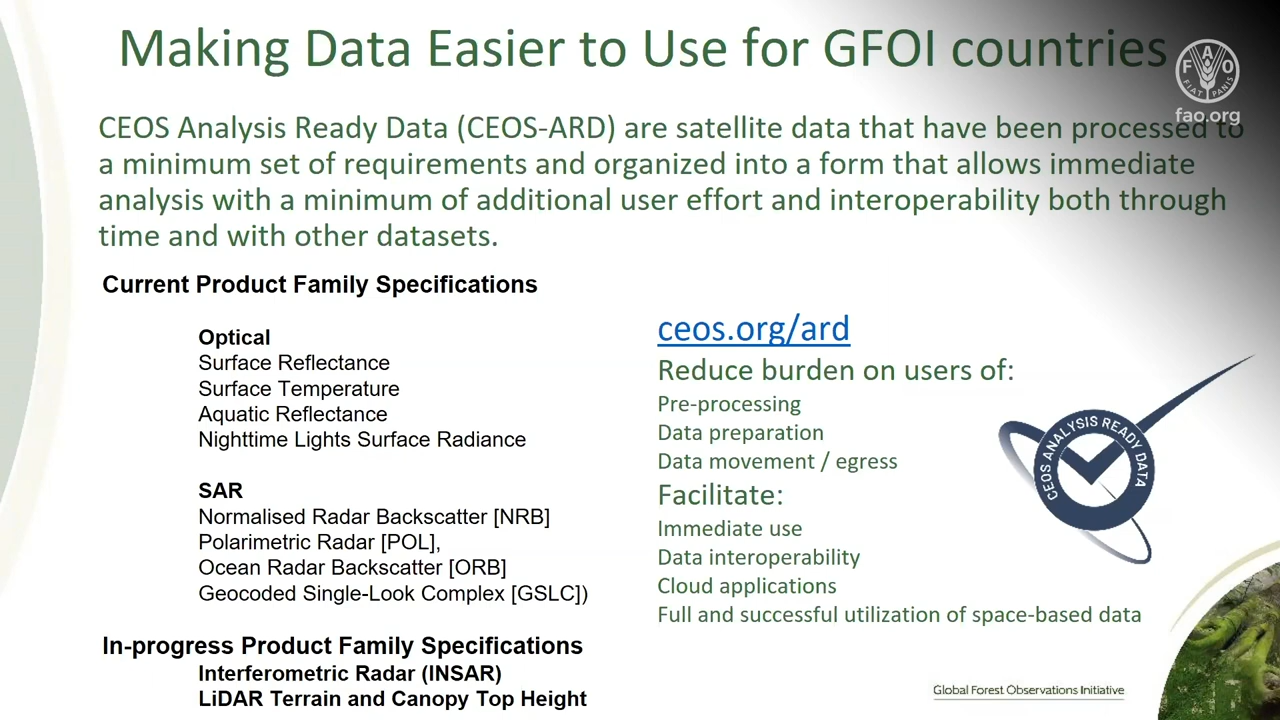 Making Data Easier to Use for GFOI countries
F A O
FIAT PANIS
fao.org
CEOS Analysis Ready Data (CEOS-ARD) are satellite data that have been processed to
a minimum set of requirements and organized into a form that allows immediate
analysis with a minimum of additional user effort and interoperability both through
time and with other datasets.
Current Product Family Specifications
Optical
Surface Reflectance
Surface Temperature
Aquatic Reflectance
Nighttime Lights Surface Radiance
SAR
Normalised Radar Backscatter [NRB]
Polarimetric Radar [POL],
Ocean Radar Backscatter [ORB]
Geocoded Single-Look Complex [GSLC])
In-progress Product Family Specifications
Interferometric Radar (INSAR)
LiDAR Terrain and Canopy Top Height
ceos.org/ard
Reduce burden on users of:
Pre-processing
Data preparation
Data movement / egress
Facilitate:
Immediate use
Data interoperability
Cloud applications
Full and successful utilization of space-based data
CEOS ANALYSIS READY DATA
Global Forest Observations Initiative